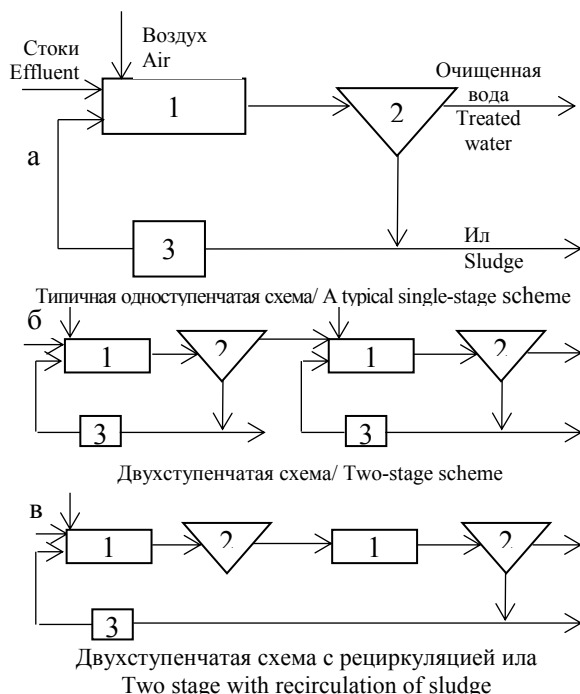 Стоки
Effluent
Воздух
Air
1
2
Очищенная
вода
Treated
water
а
3
Ил
Sludge
Типичная одноступенчатая схема/ A typical single-stage scheme
б
1
2
1
2
3
3
Двухступенчатая схема/ Two-stage scheme
в
1
2
1
2
3
Двухступенчатая схема с рециркуляцией ила
Two stage with recirculation of sludge